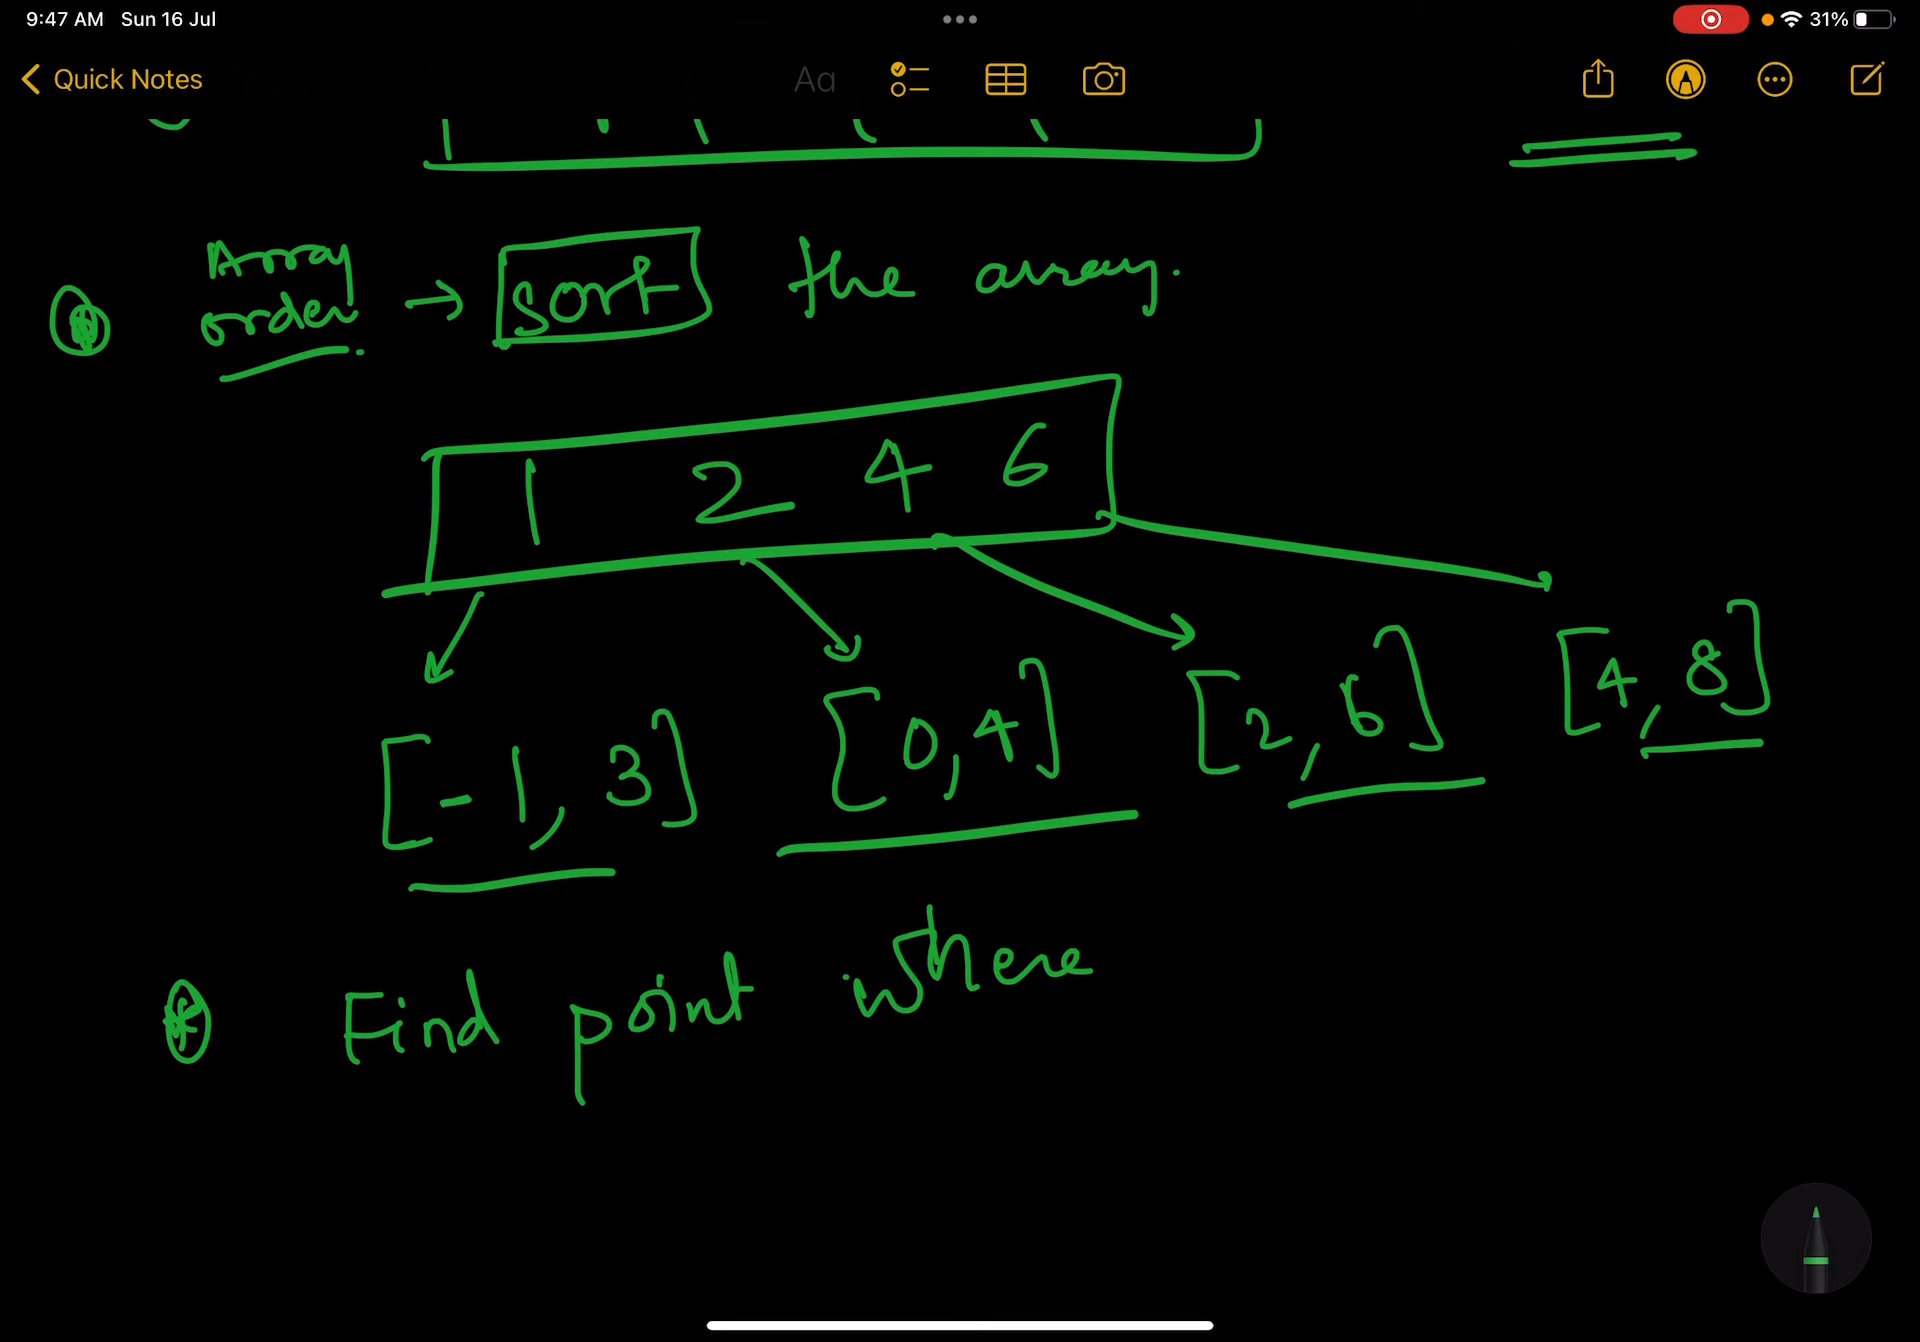 9:47 AM Sun 16 Jul
31%
Quick Notes
Aa
Array
order → sort the array.
1 2 4 6
[-1, 3] [0,4] [2, 6] [4, 8]
Find point where